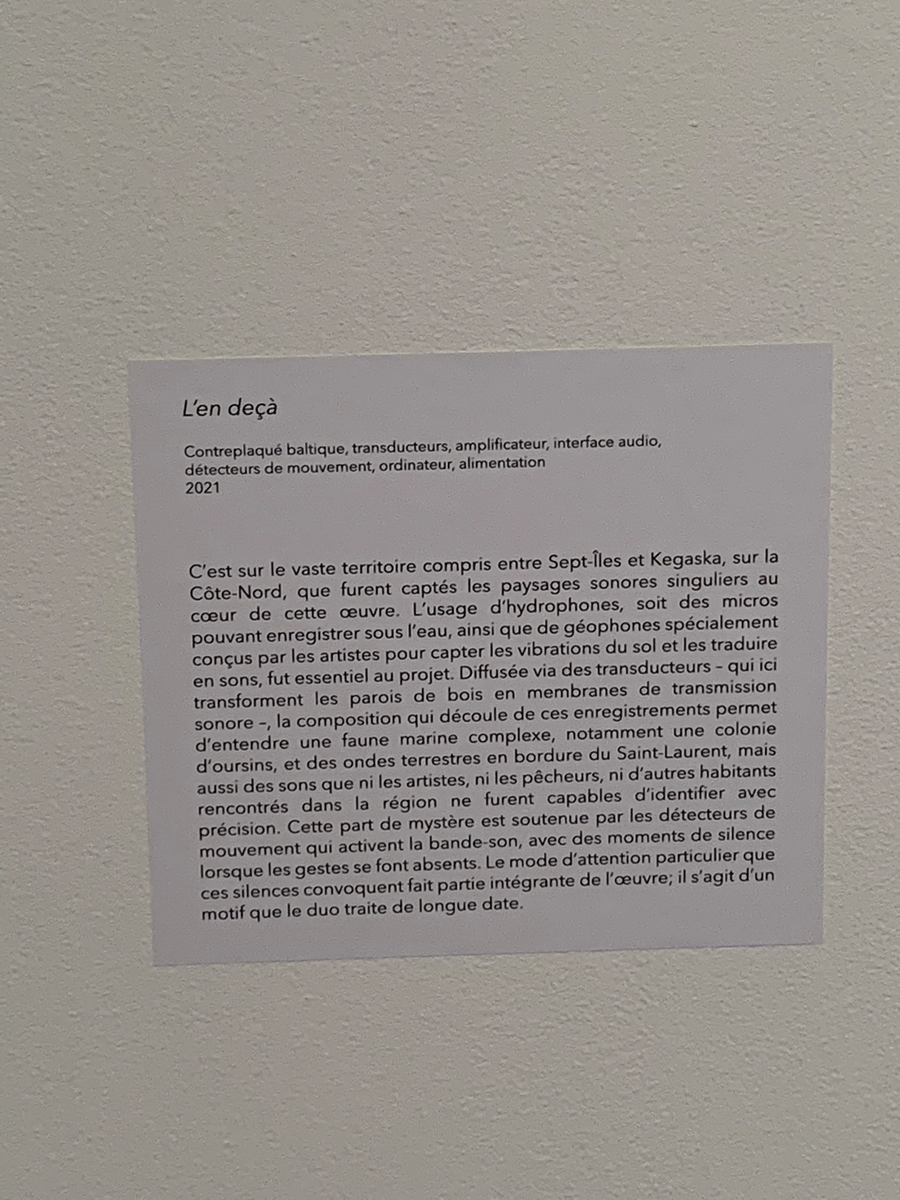 L'en deçà
Contreplaqué baltique, transducteurs, amplificateur, interface audio,
détecteurs de mouvement, ordinateur, alimentation
2021
C'est sur le vaste territoire compris entre Sept-Îles et Kegaska, sur la
Côte-Nord, que furent captés les paysages sonores singuliers au
cœur de cette œuvre. L'usage d'hydrophones, soit des micros
pouvant enregistrer sous l'eau, ainsi que de géophones spécialement
conçus par les artistes pour capter les vibrations du sol et les traduire
en sons, fut essentiel au projet. Diffusée via des transducteurs – qui ici
transforment les parois de bois en membranes de transmission
sonore –, la composition qui découle de ces enregistrements permet
d'entendre une faune marine complexe, notamment une colonie
d'oursins, et des ondes terrestres en bordure du Saint-Laurent, mais
aussi des sons que ni les artistes, ni les pêcheurs, ni d'autres habitants
rencontrés dans la région ne furent capables d'identifier avec
précision. Cette part de mystère est soutenue par les détecteurs de
mouvement qui activent la bande-son, avec des moments de silence
lorsque les gestes se font absents. Le mode d'attention particulier que
ces silences convoquent fait partie intégrante de l'œuvre; il s'agit d'un
motif que le duo traite de longue date.